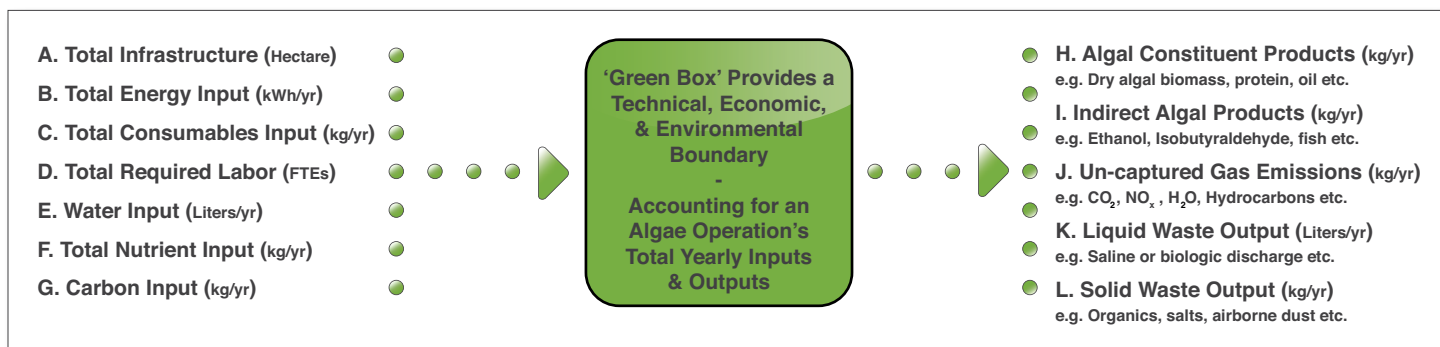 A. Total Infrastructure (Hectare)
B. Total Energy Input (kWh/yr)
C. Total Consumables Input (kg/yr)
D. Total Required Labor (FTEs)
E. Water Input (Liters/yr)
F. Total Nutrient Input (kg/yr)
G. Carbon Input (kg/yr)
‘Green Box’ Provides a
Technical, Economic,
& Environmental
Boundary
-
Accounting for an
Algae Operation’s
Total Yearly Inputs
& Outputs
H. Algal Constituent Products (kg/yr)
e.g. Dry algal biomass, protein, oil etc.
I. Indirect Algal Products (kg/yr)
e.g. Ethanol, Isobutyraldehyde, fish etc.
J. Un-captured Gas Emissions (kg/yr)
e.g. CO₂, NOₓ , H₂O, Hydrocarbons etc.
K. Liquid Waste Output (Liters/yr)
e.g. Saline or biologic discharge etc.
L. Solid Waste Output (kg/yr)
e.g. Organics, salts, airborne dust etc.